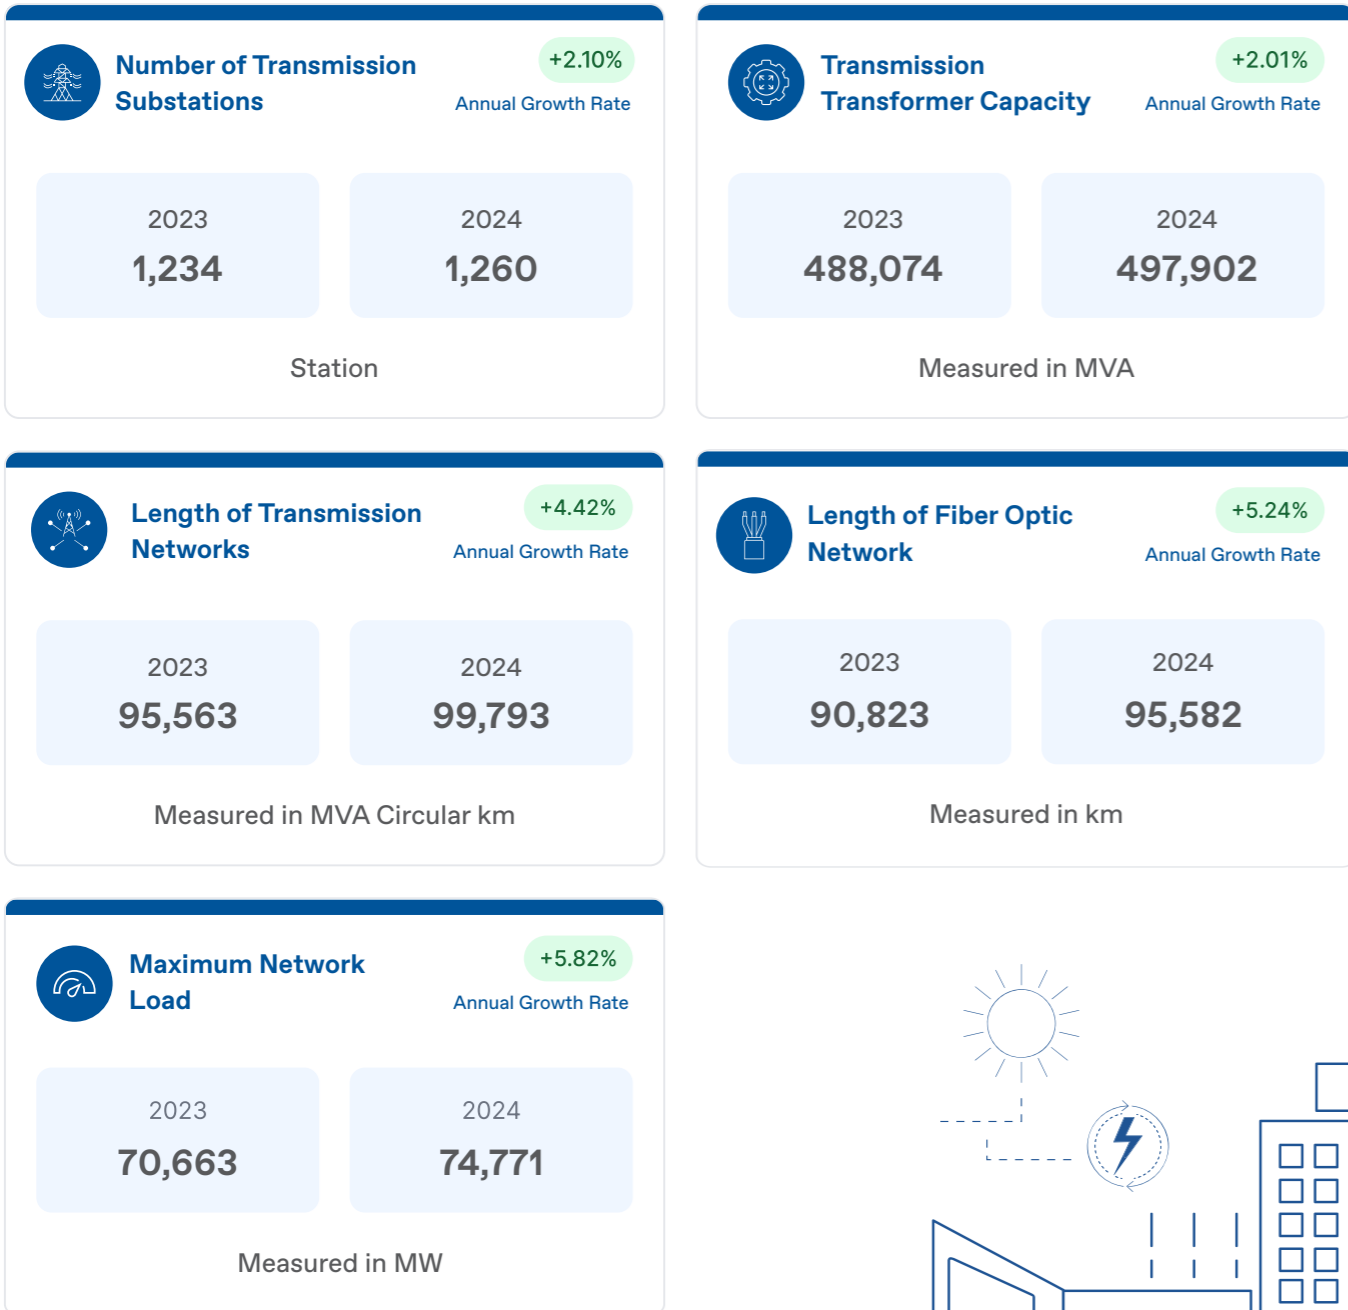 Number of Transmission
Substations
+2.10%
Annual Growth Rate
2023
1,234
2024
1,260
Station
Transmission
Transformer Capacity
+2.01%
Annual Growth Rate
2023
488,074
2024
497,902
Measured in MVA
Length of Transmission
Networks
+4.42%
Annual Growth Rate
2023
95,563
2024
99,793
Measured in MVA Circular km
Length of Fiber Optic
Network
+5.24%
Annual Growth Rate
2023
90,823
2024
95,582
Measured in km
Maximum Network
Load
+5.82%
Annual Growth Rate
2023
70,663
2024
74,771
Measured in MW